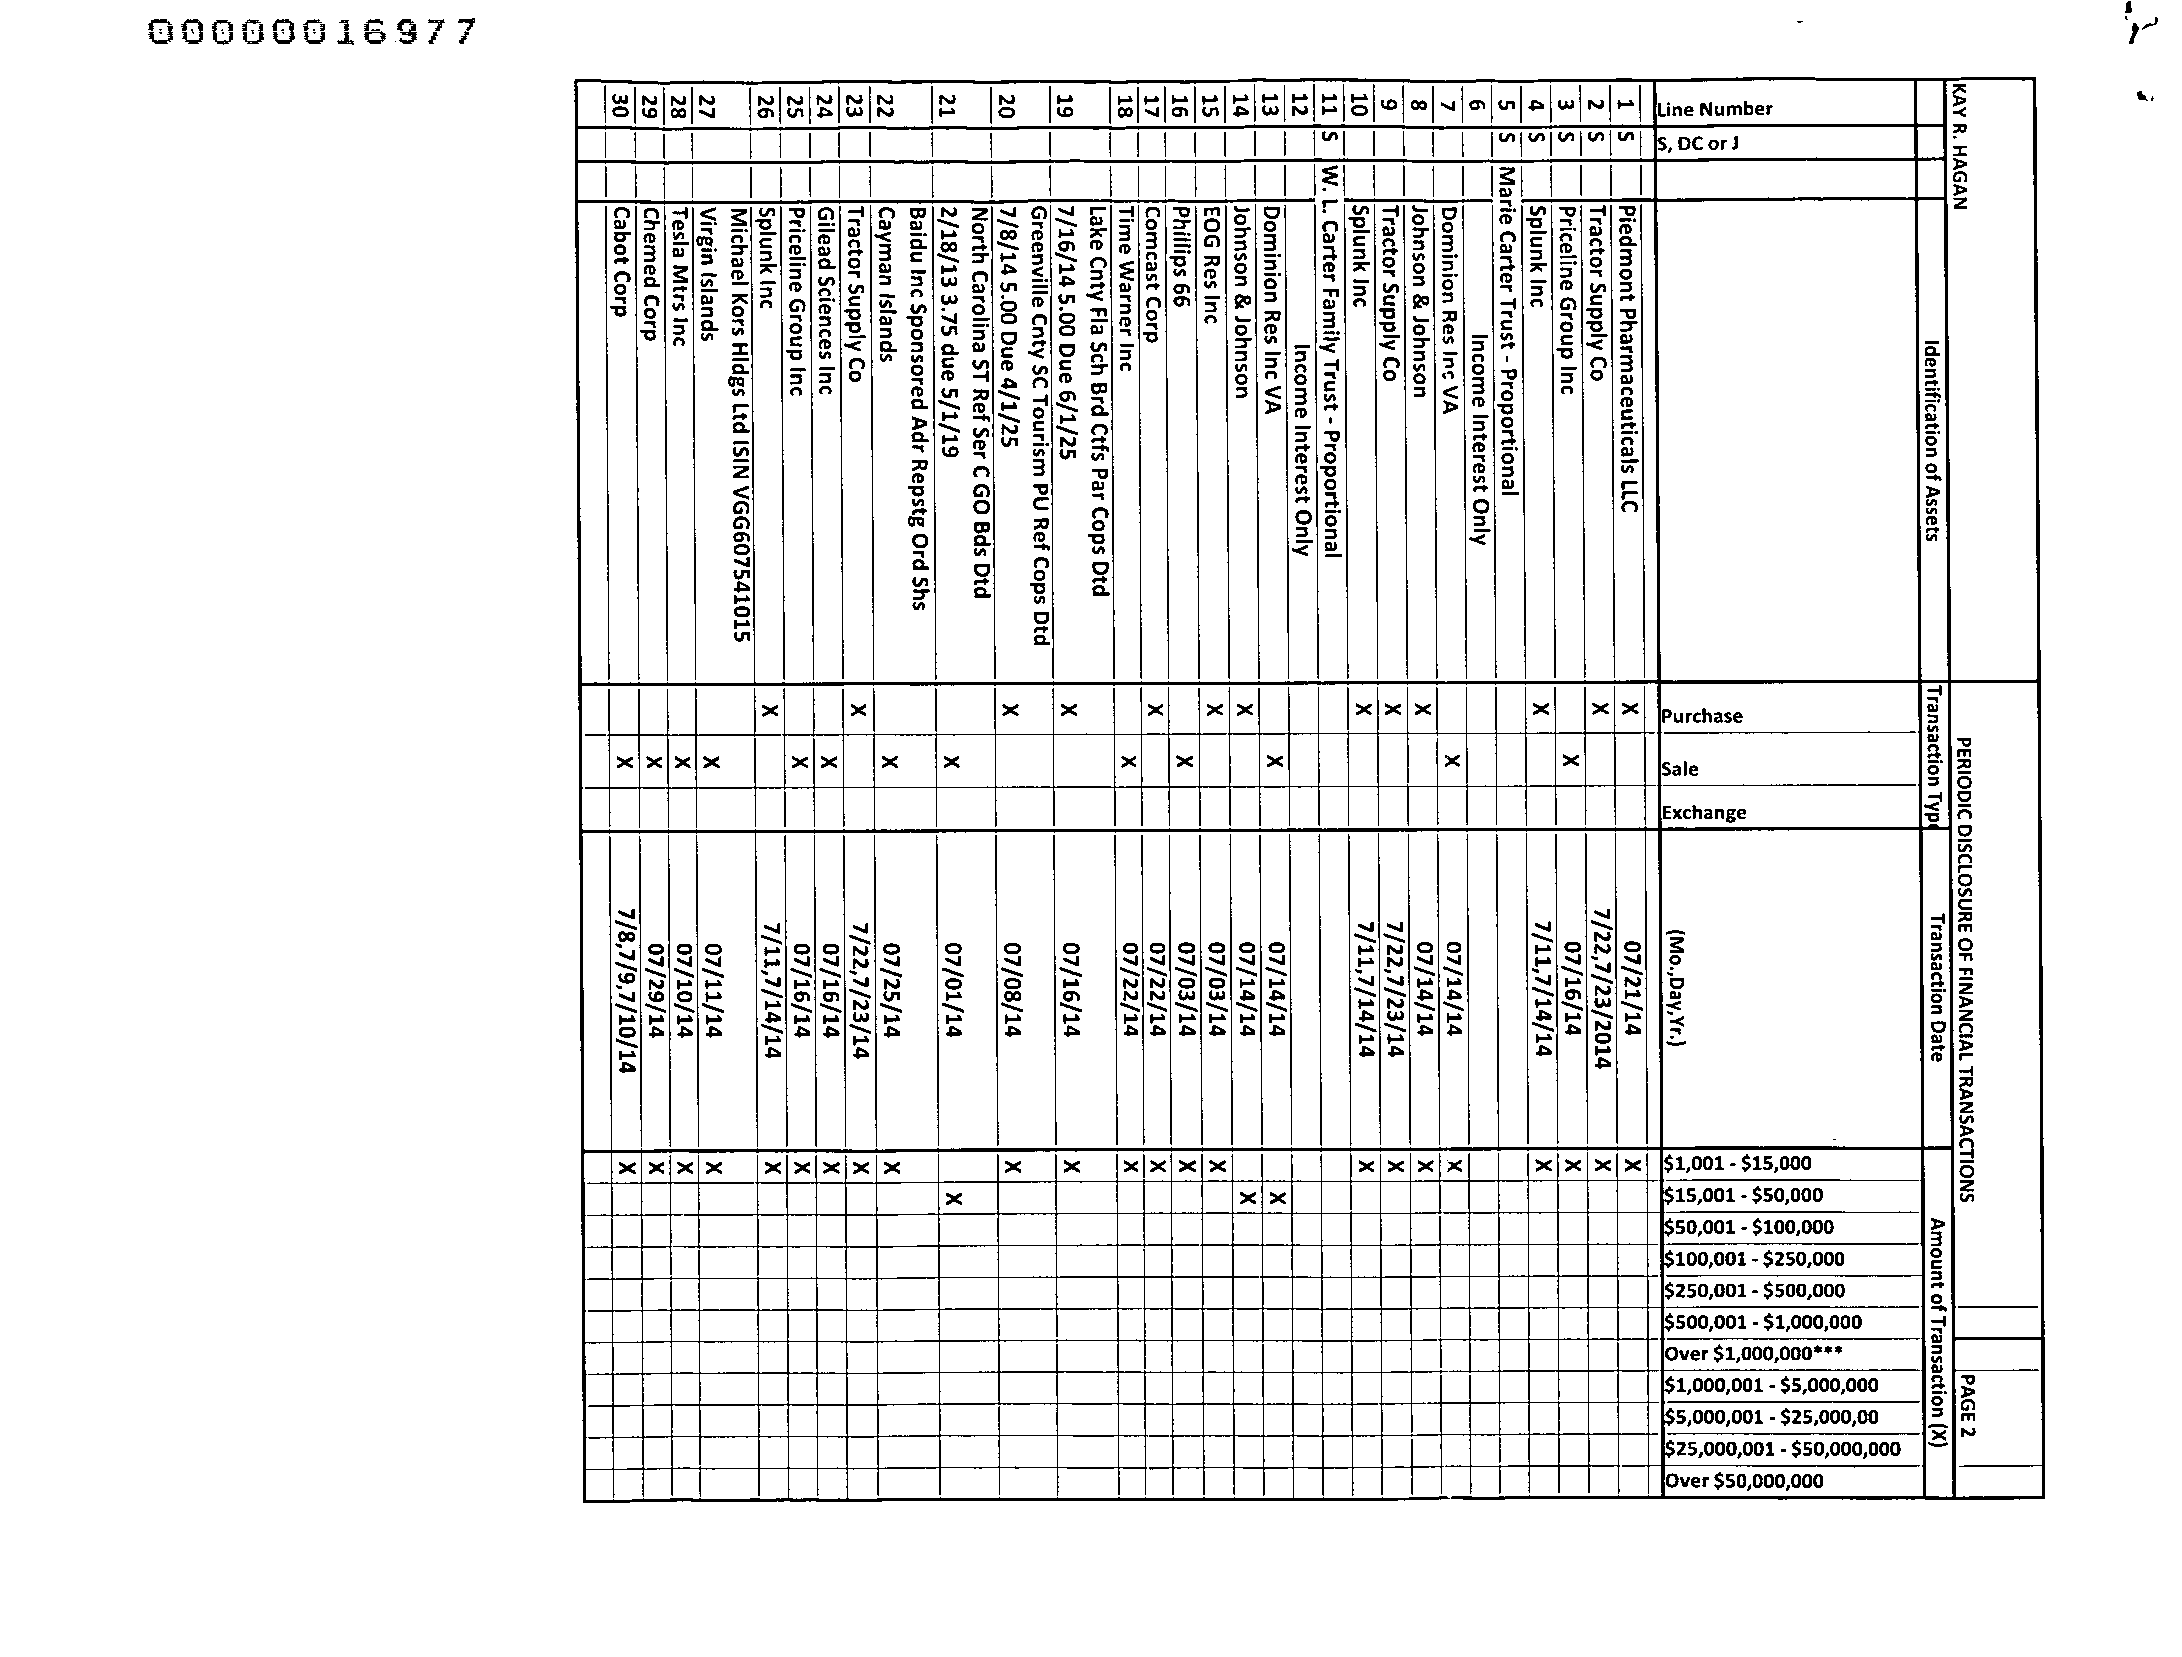 00000016977
KAY R. HAGAN PERIODIC DISCLOSURE OF FINANCIAL TRANSACTIONS PAGE 2
Identification of Assets Transaction Type Transaction Date Amount of Transaction (X)
Line Number
S, DC or J
Purchase
Sale
Exchange
(Mo.,Day,Yr.)
$1,001 - $15,000
$15,001 - $50,000
$50,001 - $100,000
$100,001 - $250,000
$250,001 - $500,000
$500,001 - $1,000,000
Over $1,000,000***
$1,000,001 - $5,000,000
$5,000,001 - $25,000,00
$25,000,001 - $50,000,000
Over $50,000,000
1 S Piedmont Pharmaceuticals LLC X 07/21/14 X
2 S Tractor Supply Co X 7/22,7/23/2014 X
3 S Priceline Group Inc X 07/16/14 X
4 S Splunk Inc X 7/11,7/14/14 X
5 S Marie Carter Trust - Proportional
6 Income Interest Only
7 Dominion Res Inc VA X 07/14/14 X
8 Johnson & Johnson X 07/14/14 X
9 Tractor Supply Co X 7/22,7/23/14 X
10 Splunk Inc X 7/11,7/14/14 X
11 S W. L. Carter Family Trust - Proportional
12 Income Interest Only
13 Dominion Res Inc VA X 07/14/14 X
14 Johnson & Johnson X 07/14/14 X
15 EOG Res Inc X 07/03/14 X
16 Phillips 66 X 07/03/14 X
17 Comcast Corp X 07/22/14 X
18 Time Warner Inc X 07/22/14 X
Lake Cnty Fla Sch Brd Ctfs Par Cops Dtd
19 7/16/14 5.00 Due 6/1/25 X 07/16/14 X
Greenville Cnty SC Tourism PU Ref Cops Dtd
20 7/8/14 5.00 Due 4/1/25 X 07/08/14 X
North Carolina ST Ref Ser C GO Bds Dtd
21 2/18/13 3.75 due 5/1/19 X 07/01/14 X
Baidu Inc Sponsored Adr Repstg Ord Shs
22 Cayman Islands X 07/25/14 X
23 Tractor Supply Co X 7/22,7/23/14 X
24 Gilead Sciences Inc X 07/16/14 X
25 Priceline Group Inc X 07/16/14 X
26 Splunk Inc X 7/11,7/14/14 X
Michael Kors Hldgs Ltd ISIN VGG607541015
27 Virgin Islands X 07/11/14 X
28 Tesla Mtrs Inc X 07/10/14 X
29 Chemed Corp X 07/29/14 X
30 Cabot Corp X 7/8,7/9,7/10/14 X